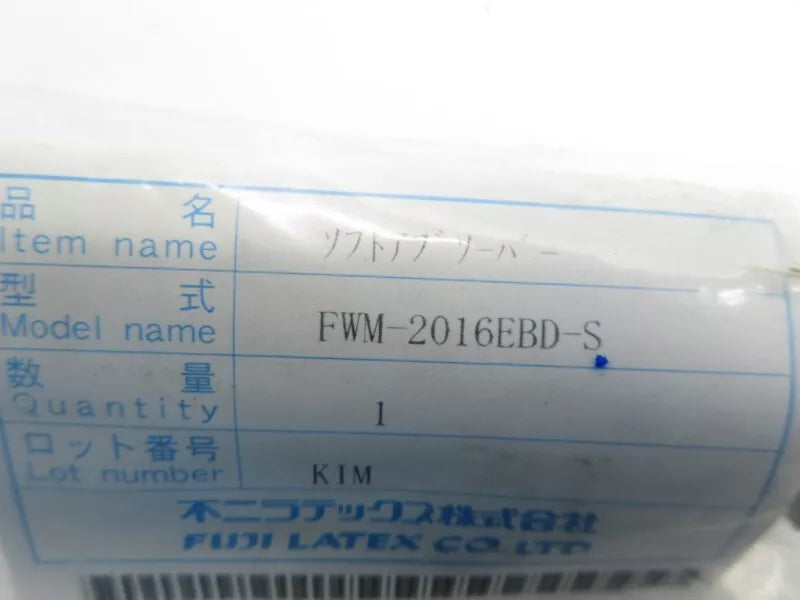 品 名
Item name
ソフトアブソーバー
型 式
Model name
FWM-2016EBD-S
数 量
Quantity
1
ロット番号
Lot number
KIM
不二ラテックス株式会社
FUJI LATEX CO.,LTD